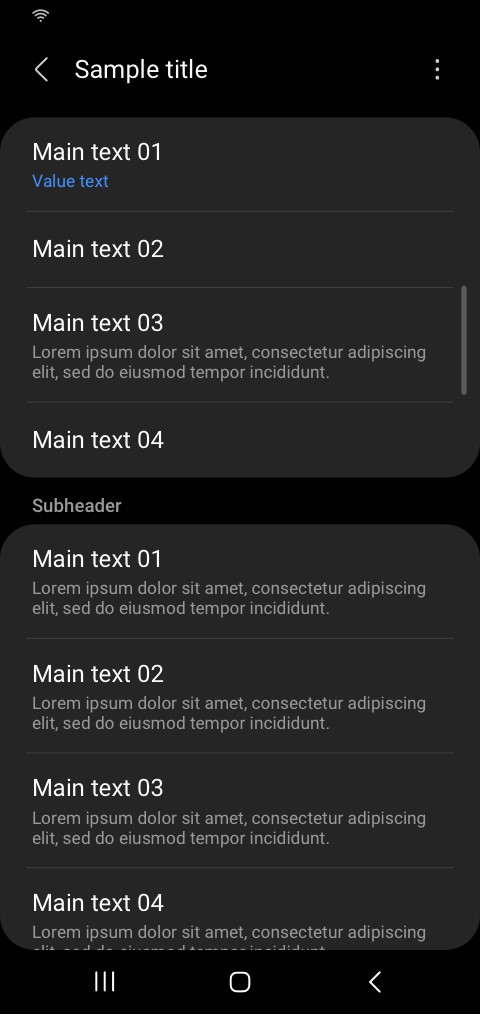 Sample title
Main text 01
Value text
Main text 02
Main text 03
Lorem ipsum dolor sit amet, consectetur adipiscing
elit, sed do eiusmod tempor incididunt.
Main text 04
Subheader
Main text 01
Lorem ipsum dolor sit amet, consectetur adipiscing
elit, sed do eiusmod tempor incididunt.
Main text 02
Lorem ipsum dolor sit amet, consectetur adipiscing
elit, sed do eiusmod tempor incididunt.
Main text 03
Lorem ipsum dolor sit amet, consectetur adipiscing
elit, sed do eiusmod tempor incididunt.
Main text 04
Lorem ipsum dolor sit amet, consectetur adipiscing